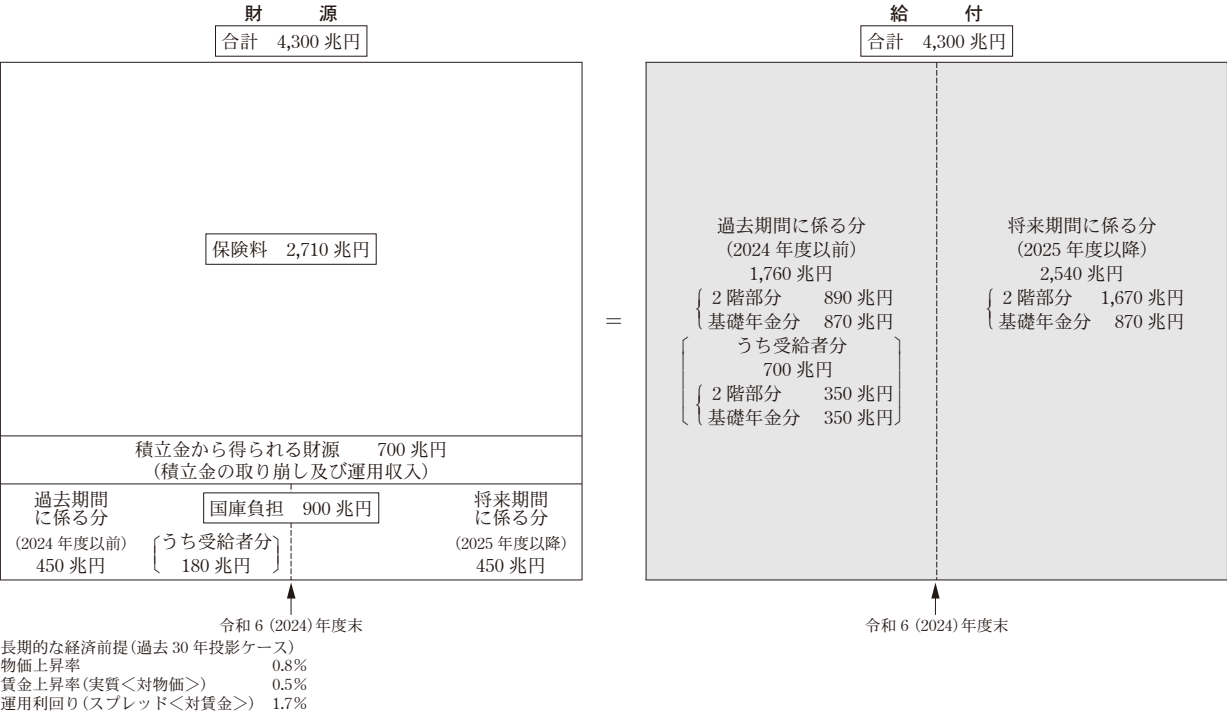 財源
合計 4,300 兆円
保険料 2,710 兆円
積立金から得られる財源 700 兆円
(積立金の取り崩し及び運用収入)
過去期間
に係る分
(2024 年度以前)
450 兆円
国庫負担 900 兆円
うち受給者分
180 兆円
将来期間
に係る分
(2025 年度以降)
450 兆円
令和 6 (2024) 年度末
=
給付
合計 4,300 兆円
過去期間に係る分
(2024 年度以前)
1,760 兆円
2 階部分 890 兆円
基礎年金分 870 兆円
うち受給者分
700 兆円
2 階部分 350 兆円
基礎年金分 350 兆円
将来期間に係る分
(2025 年度以降)
2,540 兆円
2 階部分 1,670 兆円
基礎年金分 870 兆円
令和 6 (2024) 年度末
長期的な経済前提(過去 30 年投影ケース)
物価上昇率 0.8%
賃金上昇率(実質<対物価>) 0.5%
運用利回り(スプレッド<対賃金>) 1.7%